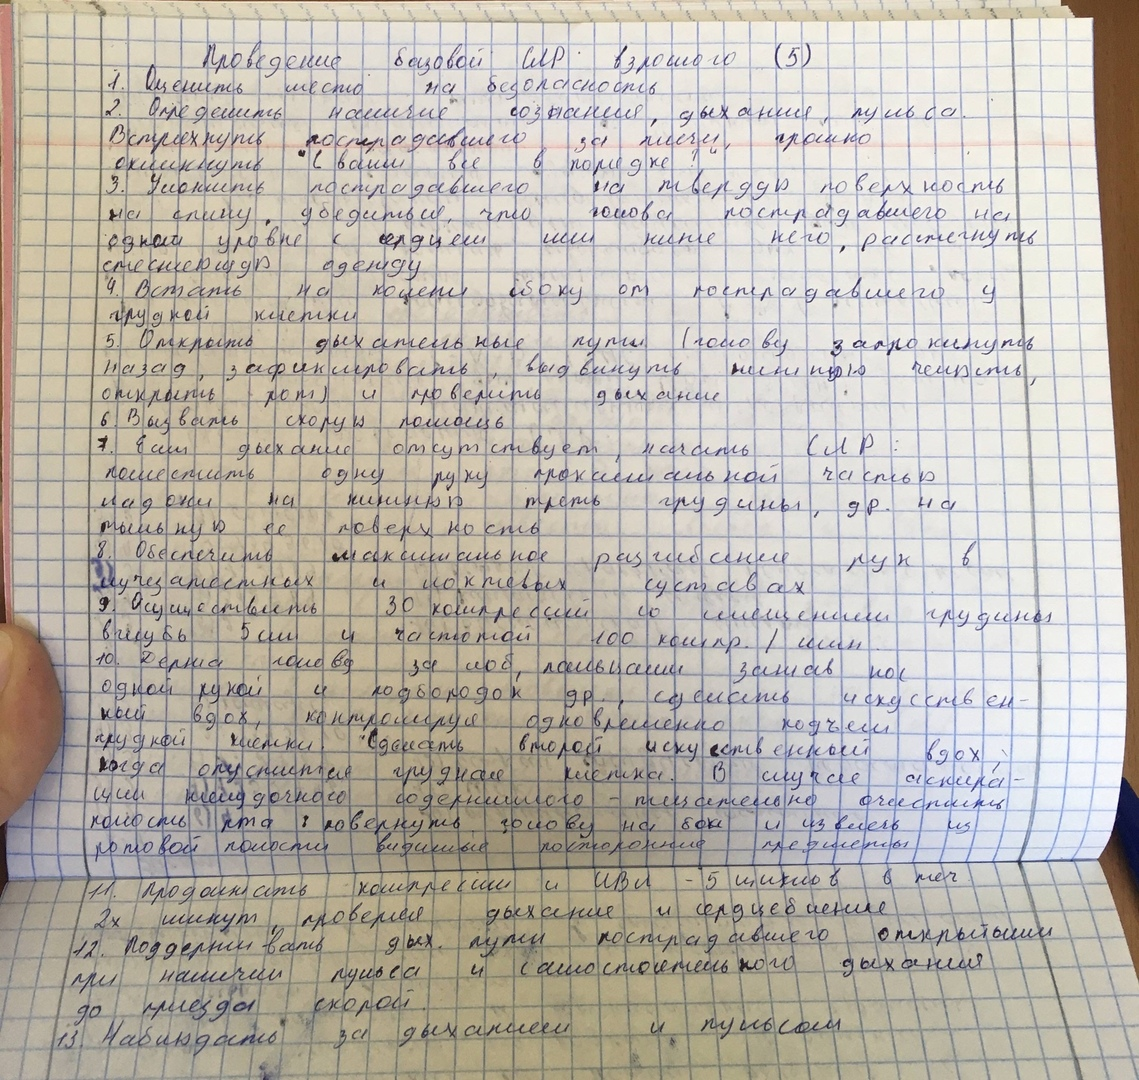 Проведение базовой СЛР взрослого (5)
1. Оценить место на безопасность
2. Определить наличие сознания, дыхания, пульса.
Встряхнуть пострадавшего за плечи, громко
окликнуть "С вами все в порядке?"
3. Уложить пострадавшего на твердую поверхность
на спину, убедиться, что голова пострадавшего на
одной уровне с сердцем или ниже него, расстегнуть
стесняющую одежду
4. Встать на колени сбоку от пострадавшего у
грудной клетки
5. Открыть дыхательные пути (голову запрокинуть
назад, зафиксировать, выдвинуть нижнюю челюсть,
открыть рот) и проверить дыхание
6. Вызвать скорую помощь
7. Если дыхание отсутствует, начать СЛР:
поместить одну руку проксимальной частью
ладони на нижнюю треть грудины, др. на
тыльную ее поверхность
8. Обеспечить максимальное разгибание рук в
лучезапястных и локтевых суставах
9. Осуществить 30 компрессий со смещением грудины
вглубь 5см и частотой 100 компр. / мин.
10. Держа голову за лоб, пальцами зажав нос
одной рукой и подбородок др., сделать искусствен-
ный вдох, контролируя одновременно подъем
грудной клетки. Сделать второй искусственный вдох,
когда опустится грудная клетка. В случае аспира-
ции желудочного содержимого - тщательно очистить
полость рта: повернуть голову на бок и извлечь из
ротовой полости видимые посторонние предметы
11. Продолжать компрессии и ИВЛ - 5 циклов в теч.
2х минут, проверяя дыхание и сердцебиение
12. Поддерживать дых. пути пострадавшего открытыми
при наличии пульса и самостоятельного дыхания
до приезда скорой.
13. Наблюдать за дыханием и пульсом